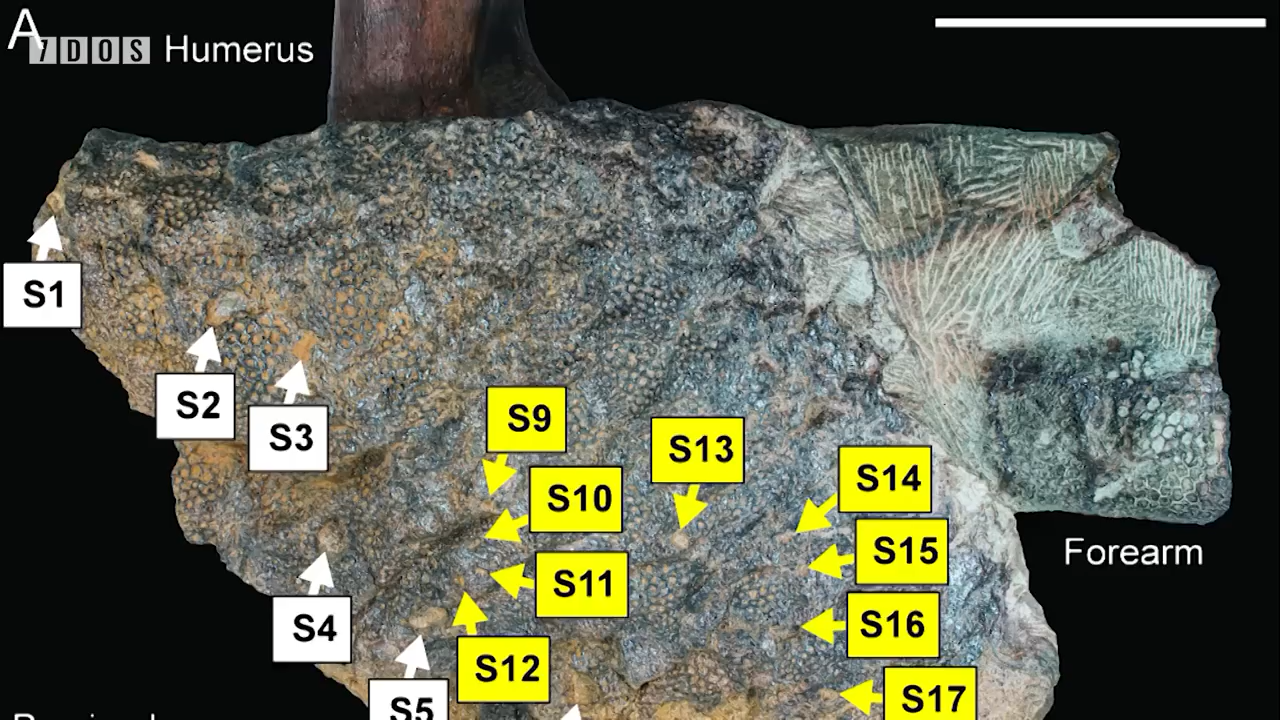 A
7DOS
Humerus
S1
S2
S3
S9
S13
S10
S14
S15
S11
S4
S16
S12
S5
S17
Forearm